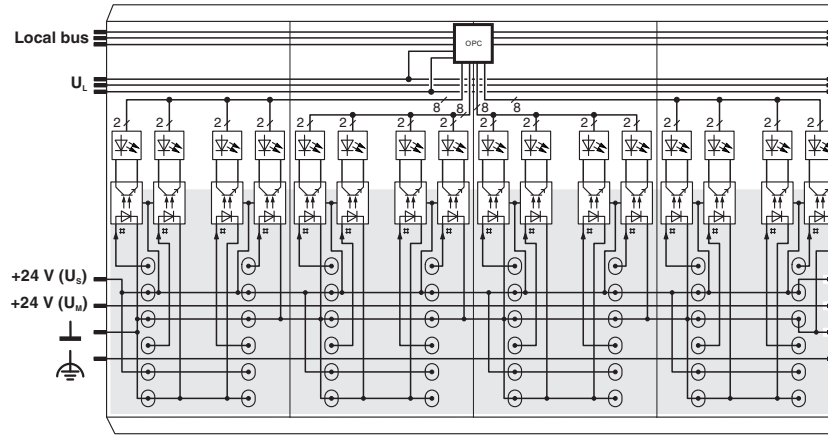 Local bus
OPC
U_L
8 8 8 8
2 2 2 2 2 2 2 2 2 2 2 2 2 2 2 2
# # # # # # # # # # # # # # # #
+24 V (U_S)
+24 V (U_M)